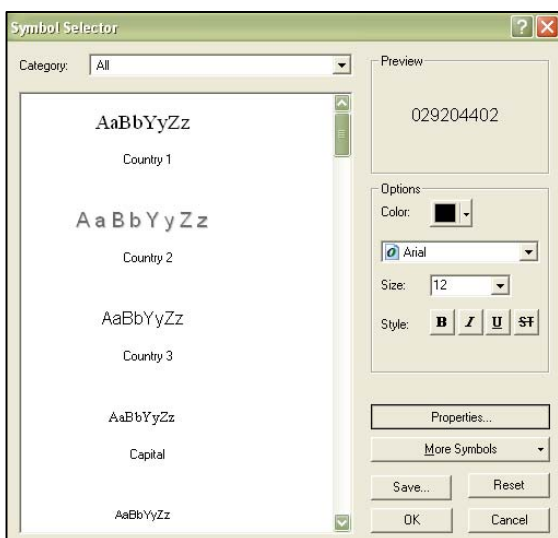 Symbol Selector
Category: All
AaBbYyZz
Country 1
AaBbYyZz
Country 2
AaBbYyZz
Country 3
AaBbYyZz
Capital
AaBbYyZz
Preview
029204402
Options
Color:
Arial
Size: 12
Style: B I U ST
Properties...
More Symbols
Save... Reset
OK Cancel